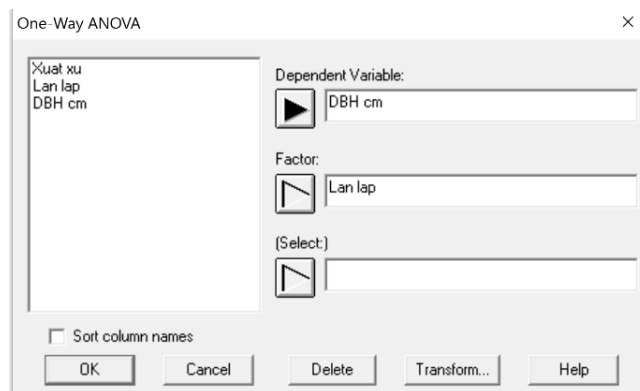 One-Way ANOVA
Xuat xu
Lan lap
DBH cm
Dependent Variable:
DBH cm
Factor:
Lan lap
(Select:)
Sort column names
OK
Cancel
Delete
Transform...
Help